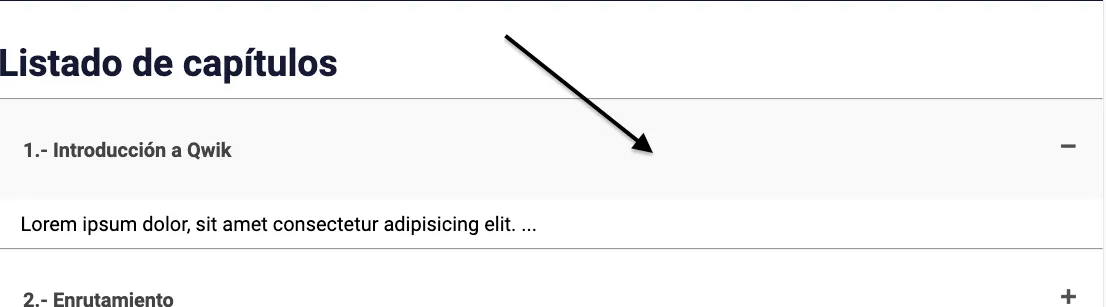 Listado de capítulos
1.- Introducción a Qwik
Lorem ipsum dolor, sit amet consectetur adipisicing elit. ...
2.- Enrutamiento